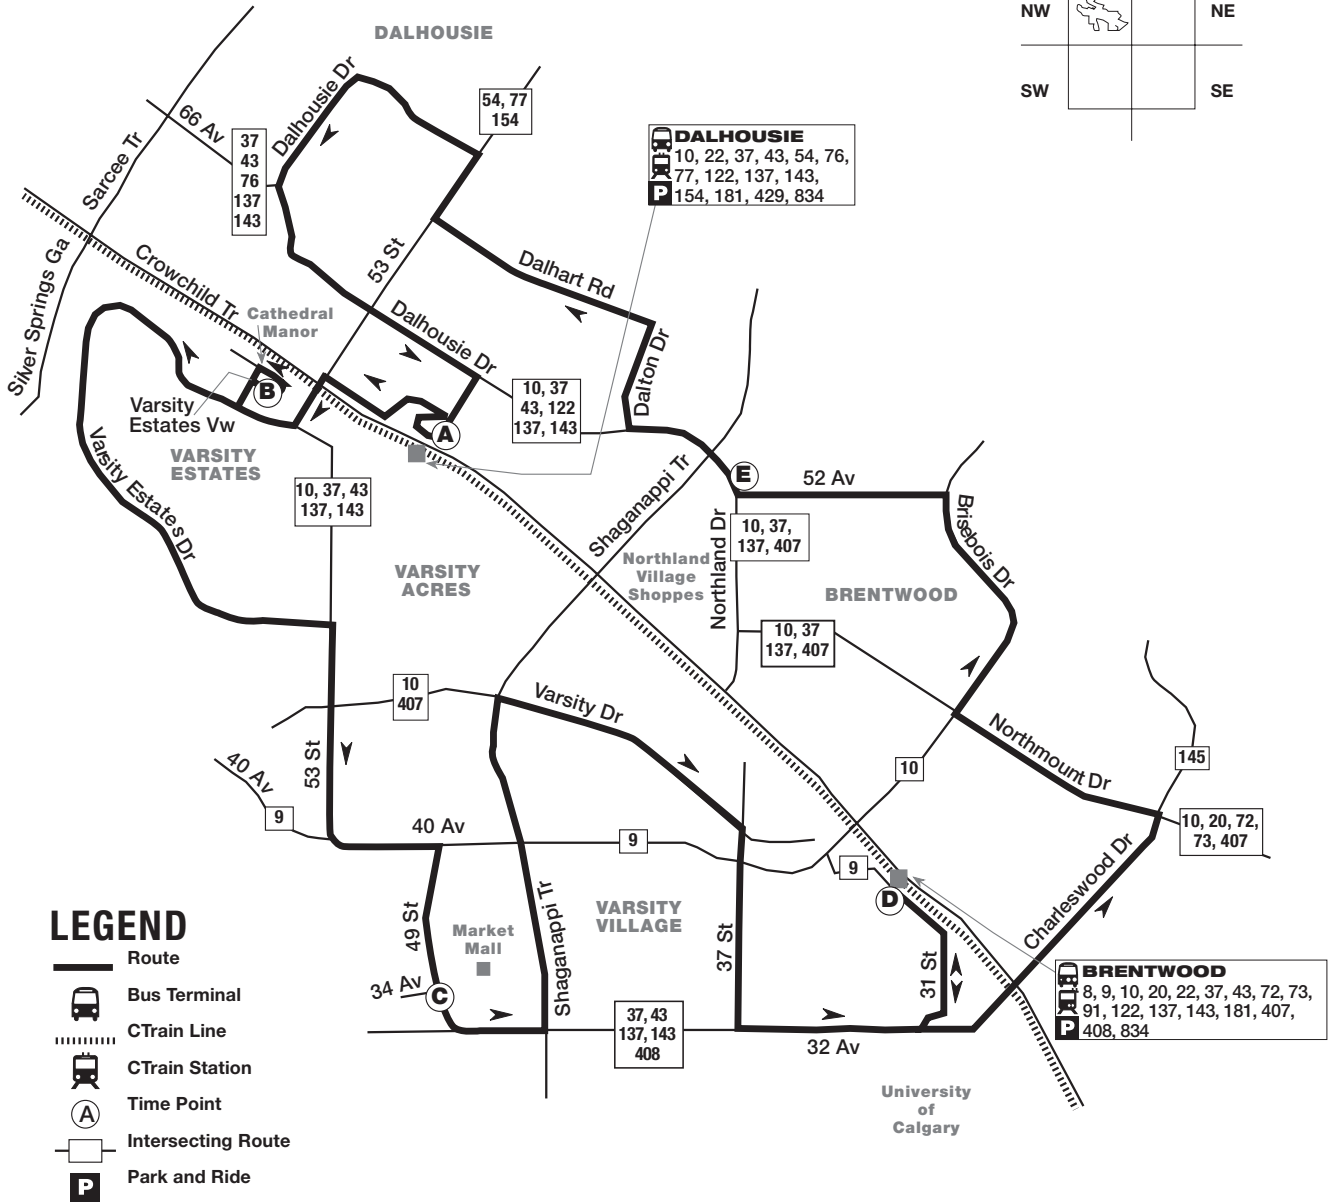 DALHOUSIE
NW
NE
SW
SE
Dalhousie Dr
54, 77
154
66 Av
37
43
76
137
143
Sarcee Tr
DALHOUSIE
10, 22, 37, 43, 54, 76,
77, 122, 137, 143,
P
154, 181, 429, 834
53 St
Dalhart Rd
Crowchild Tr
Silver Springs Ga
Cathedral
Manor
Dalhousie Dr
Dalton Dr
B
Varsity
Estates Vw
10, 37
43, 122
137, 143
A
VARSITY
ESTATES
Varsity Estates Dr
10, 37, 43
137, 143
Shaganappi Tr
E
52 Av
Northland Dr
10, 37,
137, 407
Brisebois Dr
Northland
Village
Shoppes
VARSITY
ACRES
BRENTWOOD
10, 37
137, 407
10
407
Varsity Dr
Northmount Dr
53 St
40 Av
9
145
10
10, 20, 72,
73, 407
40 Av
9
9
D
Charleswood Dr
49 St
Market
Mall
Shaganappi Tr
VARSITY
VILLAGE
37 St
31 St
34 Av
C
37, 43
137, 143
408
32 Av
BRENTWOOD
8, 9, 10, 20, 22, 37, 43, 72, 73,
91, 122, 137, 143, 181, 407,
P
408, 834
University
of
Calgary
LEGEND
Route
Bus Terminal
CTrain Line
CTrain Station
A
Time Point
Intersecting Route
P
Park and Ride